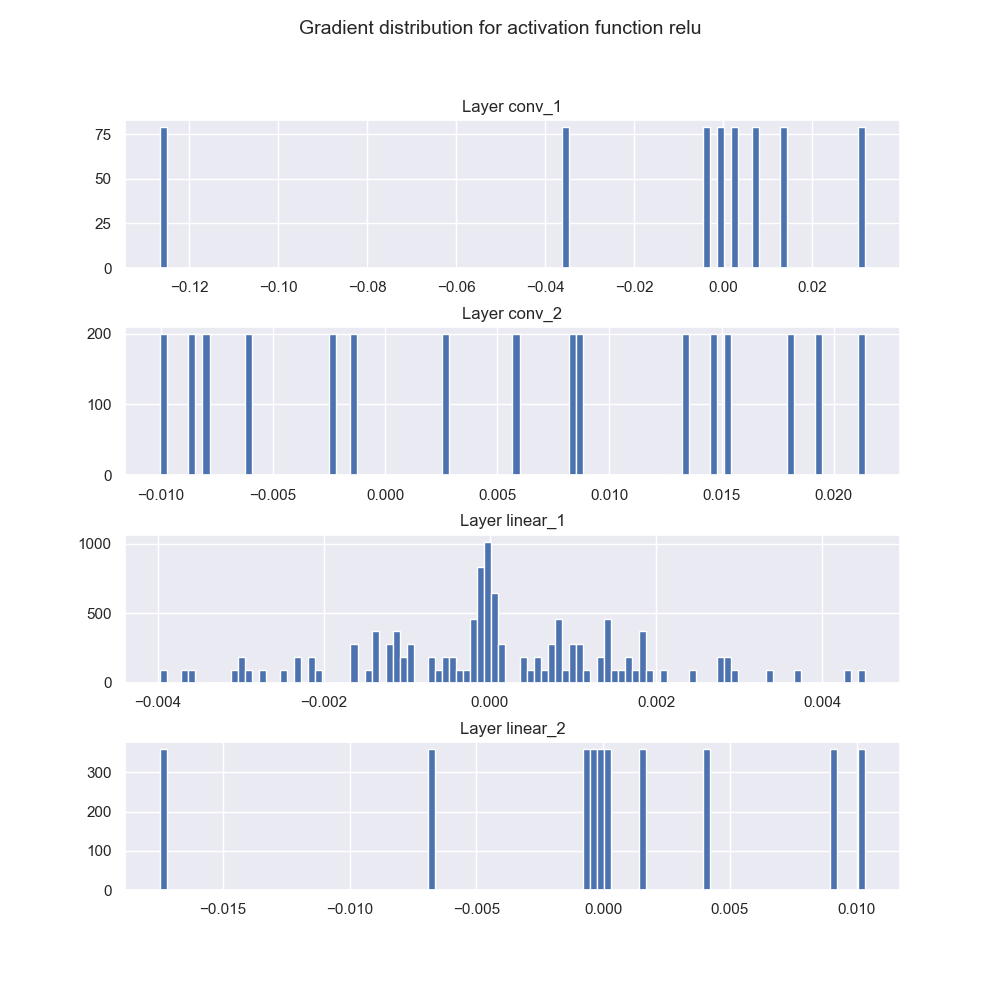 Gradient distribution for activation function relu
Layer conv_1
75
50
25
0
−0.12 −0.10 −0.08 −0.06 −0.04 −0.02 0.00 0.02
Layer conv_2
200
100
0
−0.010 −0.005 0.000 0.005 0.010 0.015 0.020
Layer linear_1
1000
500
0
−0.004 −0.002 0.000 0.002 0.004
Layer linear_2
300
200
100
0
−0.015 −0.010 −0.005 0.000 0.005 0.010